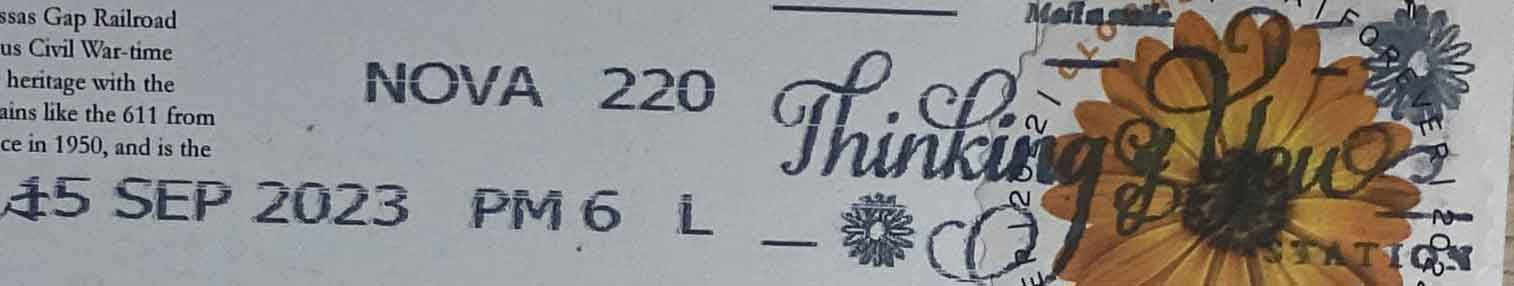 ssas Gap Railroad
us Civil War-time
heritage with the
ains like the 611 from
ce in 1950, and is the
NOVA 220
15 SEP 2023 PM 6 L
Thinking of You
STATION
FOREVER / 202